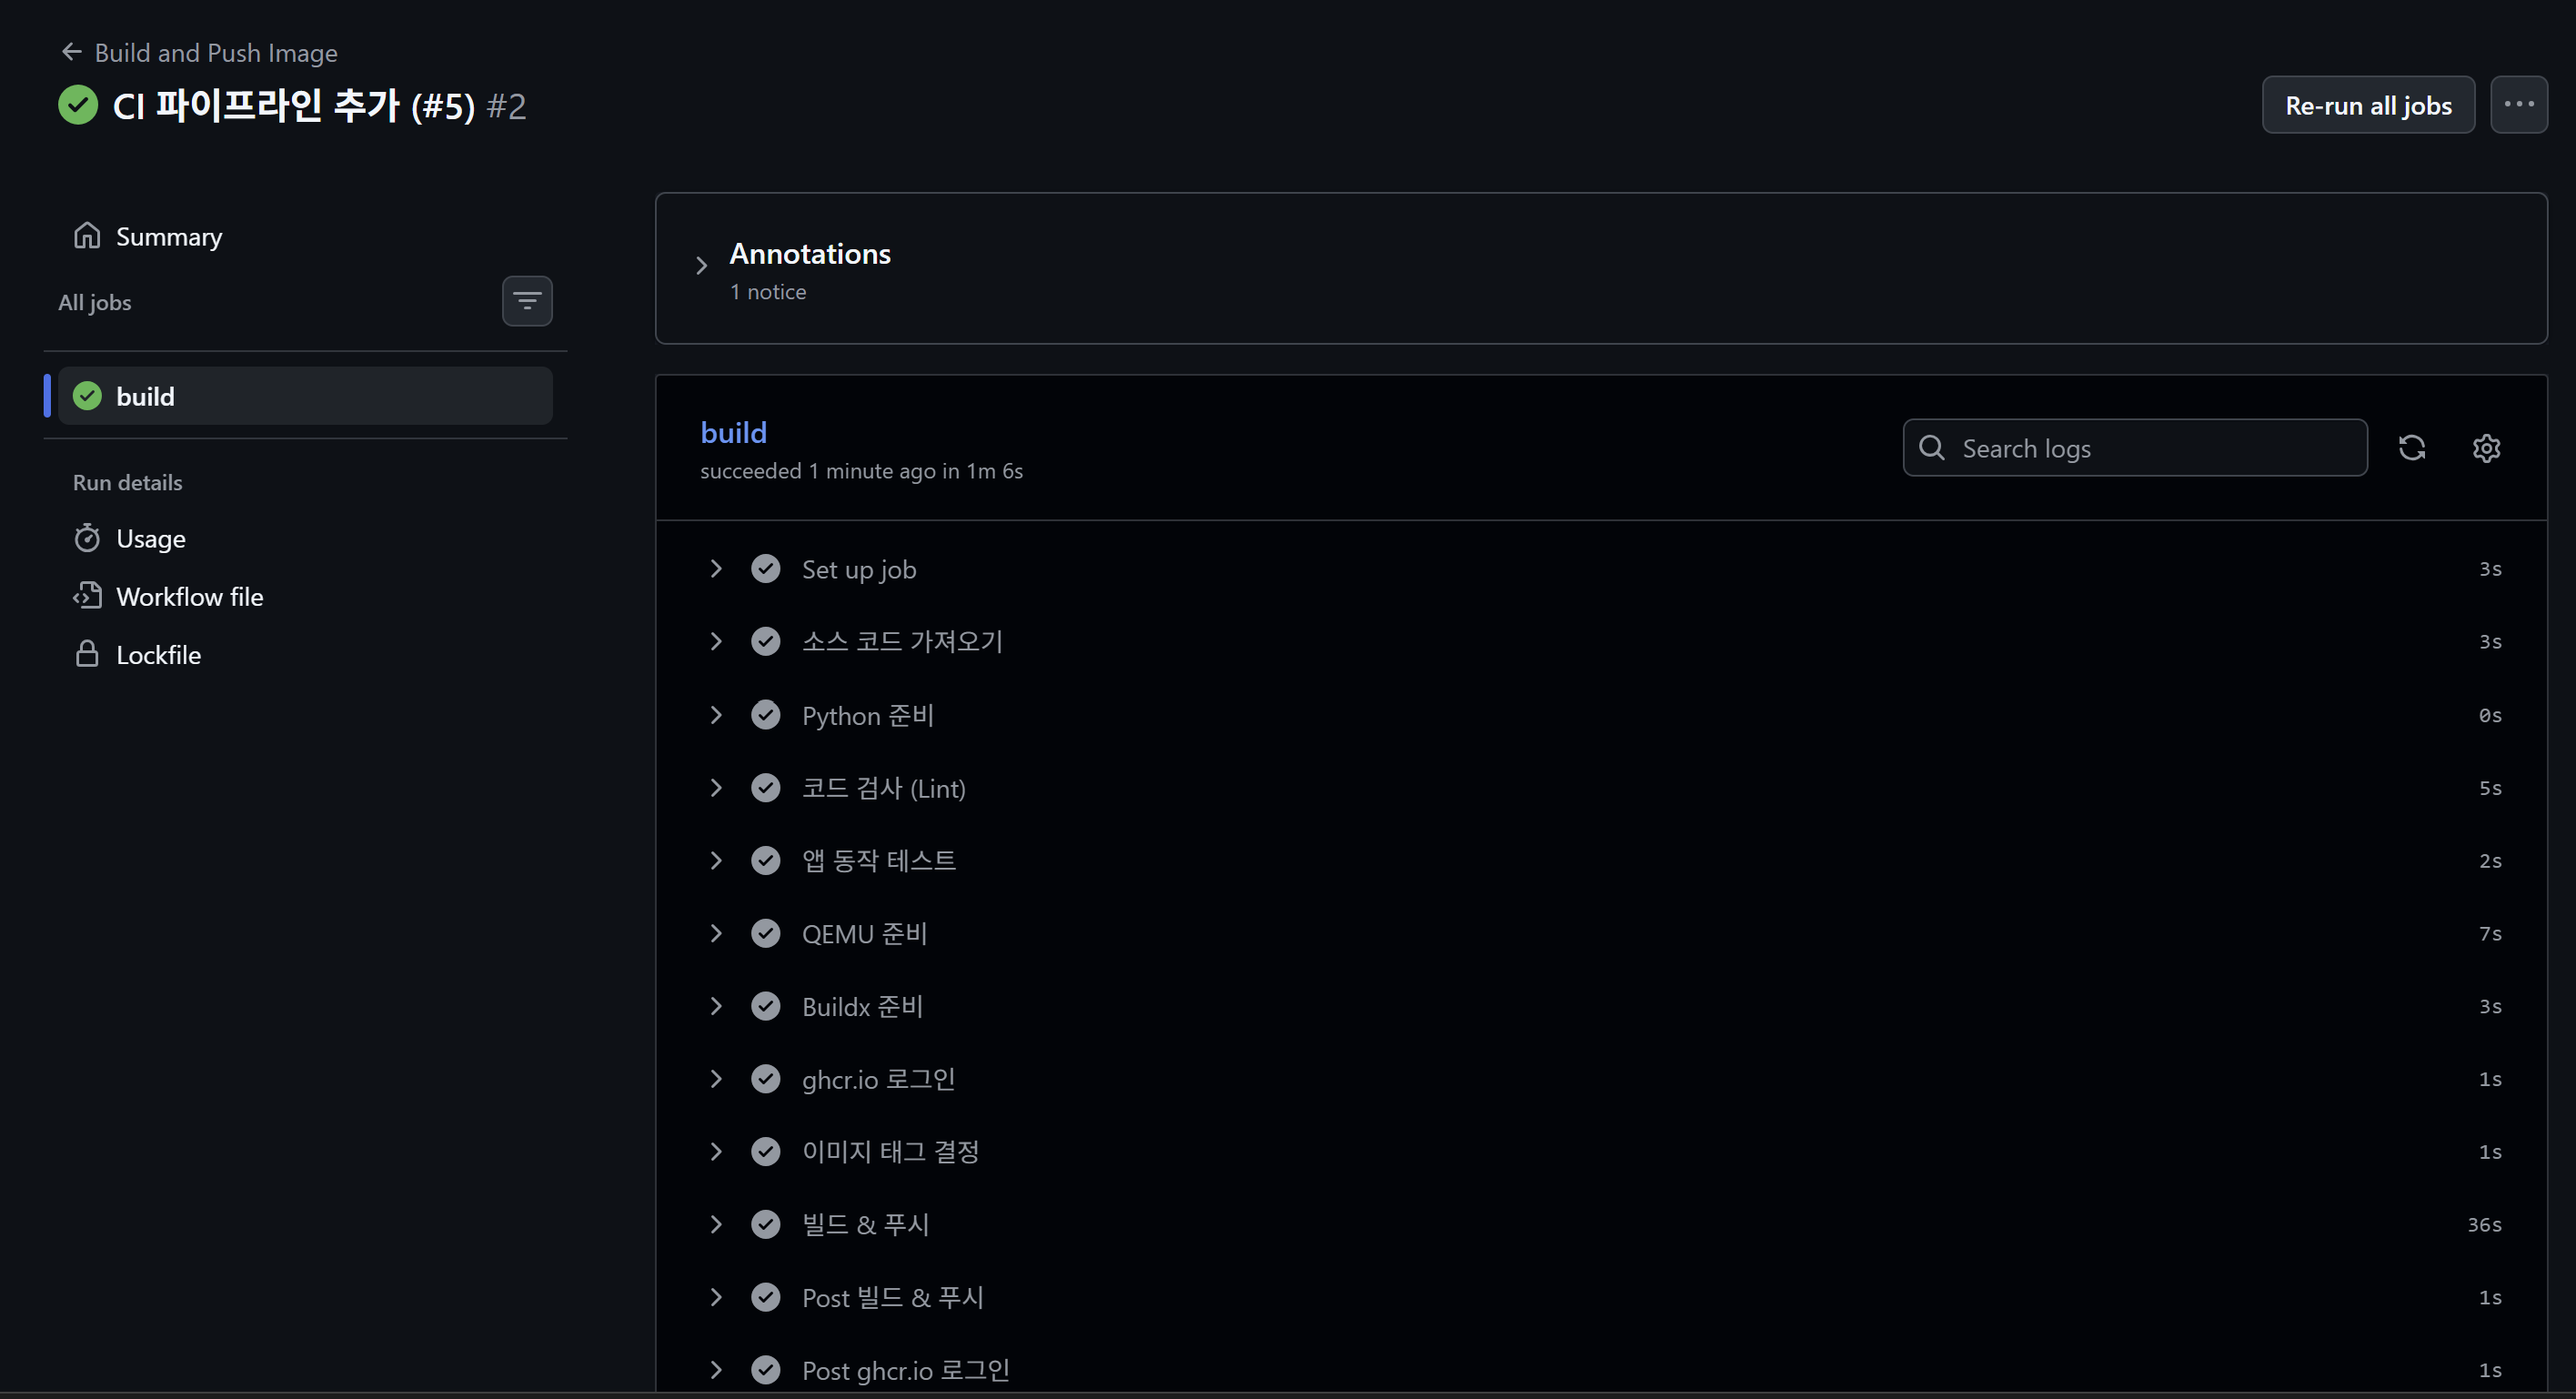 Build and Push Image
CI 파이프라인 추가 (#5) #2
Re-run all jobs
Summary
All jobs
build
Run details
Usage
Workflow file
Lockfile
Annotations
1 notice
build
succeeded 1 minute ago in 1m 6s
Search logs
Set up job 3s
소스 코드 가져오기 3s
Python 준비 0s
코드 검사 (Lint) 5s
앱 동작 테스트 2s
QEMU 준비 7s
Buildx 준비 3s
ghcr.io 로그인 1s
이미지 태그 결정 1s
빌드 & 푸시 36s
Post 빌드 & 푸시 1s
Post ghcr.io 로그인 1s